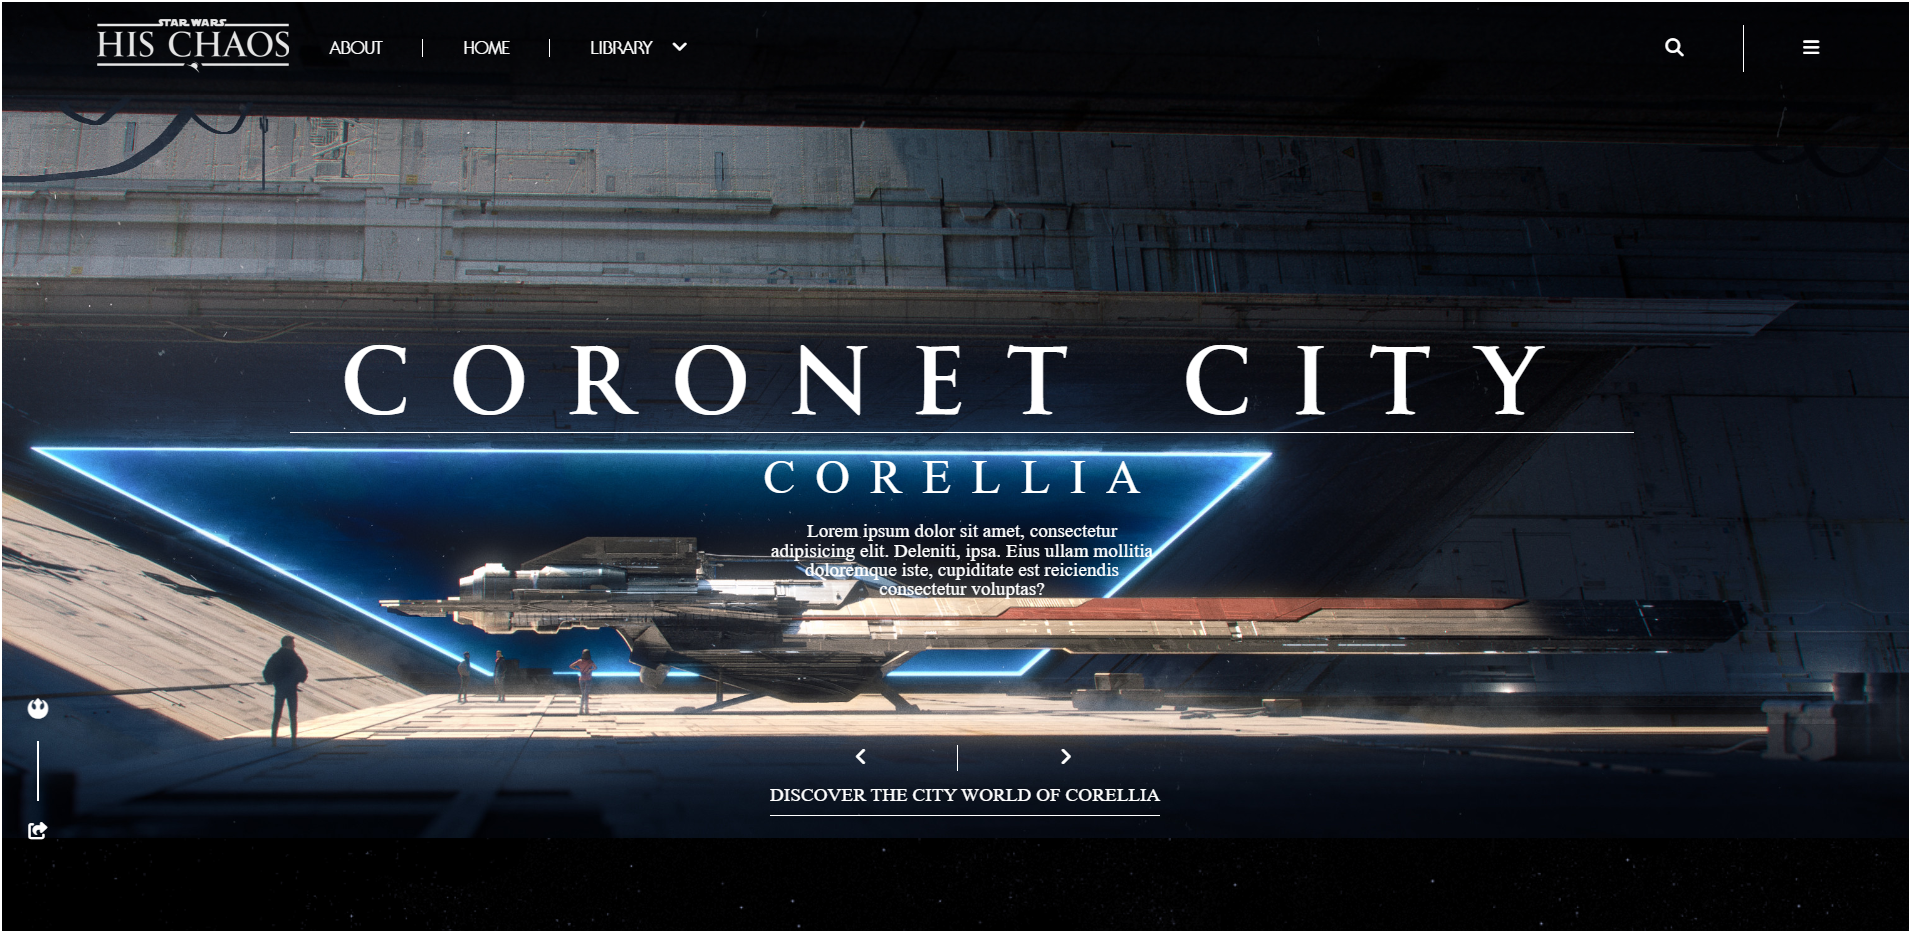 STAR WARS
HIS CHAOS
ABOUT
HOME
LIBRARY
CORONET CITY
CORELLIA
Lorem ipsum dolor sit amet, consectetur
adipisicing elit. Deleniti, ipsa. Eius ullam mollitia
doloremque iste, cupiditate est reiciendis
consectetur voluptas?
DISCOVER THE CITY WORLD OF CORELLIA